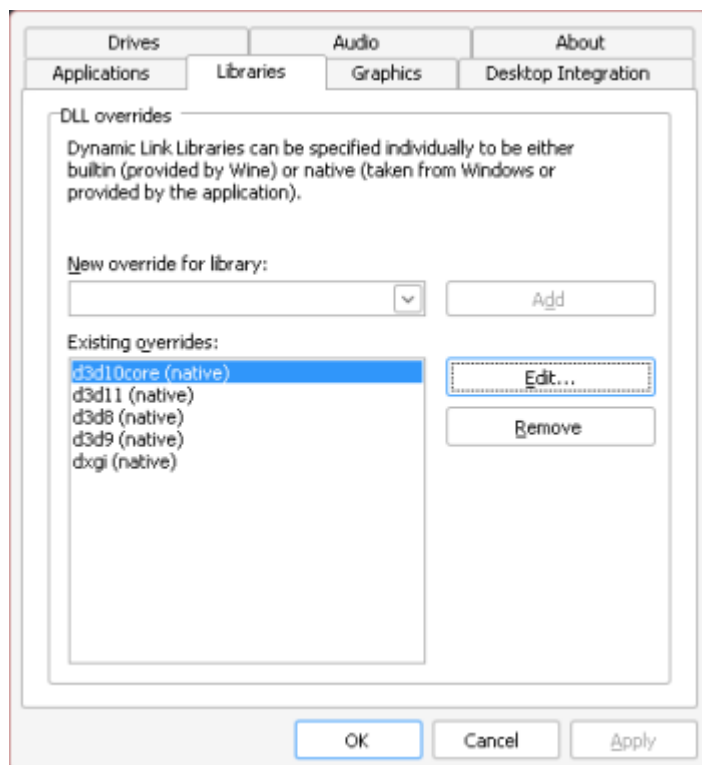 Drives Audio About
Applications Libraries Graphics Desktop Integration
DLL overrides
Dynamic Link Libraries can be specified individually to be either
builtin (provided by Wine) or native (taken from Windows or
provided by the application).
New override for library:
Add
Existing overrides:
d3d10core (native)
d3d11 (native)
d3d8 (native)
d3d9 (native)
dxgi (native)
Edit...
Remove
OK Cancel Apply